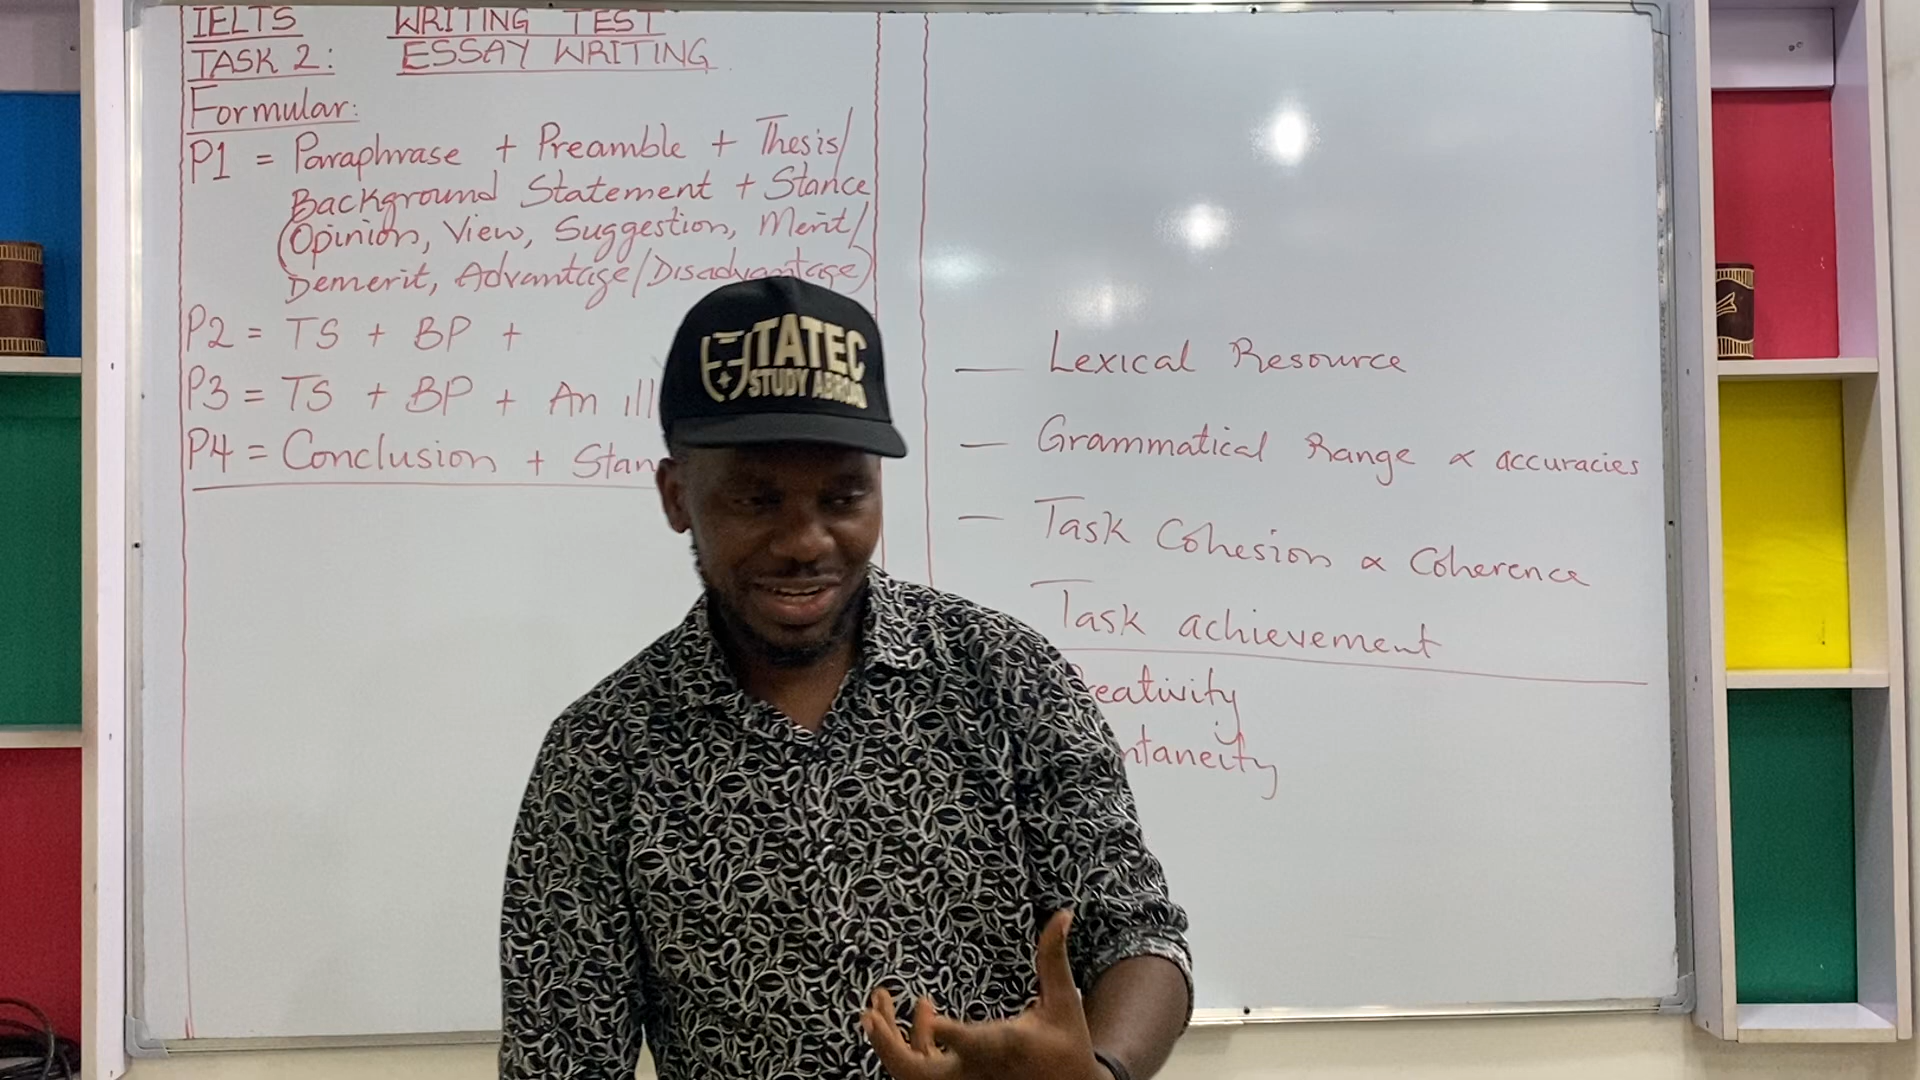 IELTS WRITING TEST
TASK 2: ESSAY WRITING
Formular:
P1 = Paraphrase + Preamble + Thesis/
Background Statement + Stance
(Opinion, View, Suggestion, Merit/
Demerit, Advantage/Disadvantage)
P2 = TS + BP +
P3 = TS + BP + An ill
P4 = Conclusion + Stan
— Lexical Resource
— Grammatical Range & accuracies
— Task Cohesion & Coherence
Task achievement
reativity
ntaneity
TATEC
STUDY ABROAD